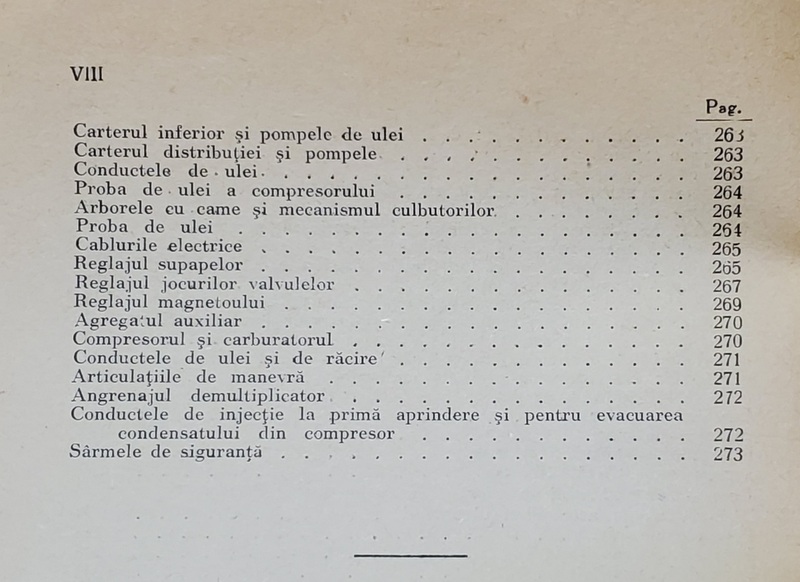 VIII
Pag.
Carterul inferior și pompele de ulei . . . . . . . . . . . . 263
Carterul distribuției și pompele . . . . . . . . . . . . . 263
Conductele de ulei . . . . . . . . . . . . . . . . . . 263
Proba de ulei a compresorului . . . . . . . . . . . . . 264
Arborele cu came și mecanismul culbutorilor . . . . . . . . 264
Proba de ulei . . . . . . . . . . . . . . . . . . . 264
Cablurile electrice . . . . . . . . . . . . . . . . . . 265
Reglajul supapelor . . . . . . . . . . . . . . . . . . 265
Reglajul jocurilor valvulelor . . . . . . . . . . . . . . 267
Reglajul magnetoului . . . . . . . . . . . . . . . . . 269
Agregatul auxiliar . . . . . . . . . . . . . . . . . . 270
Compresorul și carburatorul . . . . . . . . . . . . . . 270
Conductele de ulei și de răcire . . . . . . . . . . . . . 271
Articulațiile de manevră . . . . . . . . . . . . . . . . 271
Angrenajul demultiplicator . . . . . . . . . . . . . . . 272
Conductele de injecție la primă aprindere și pentru evacuarea
condensatului din compresor . . . . . . . . . . . . 272
Sârmele de siguranță . . . . . . . . . . . . . . . . . 273